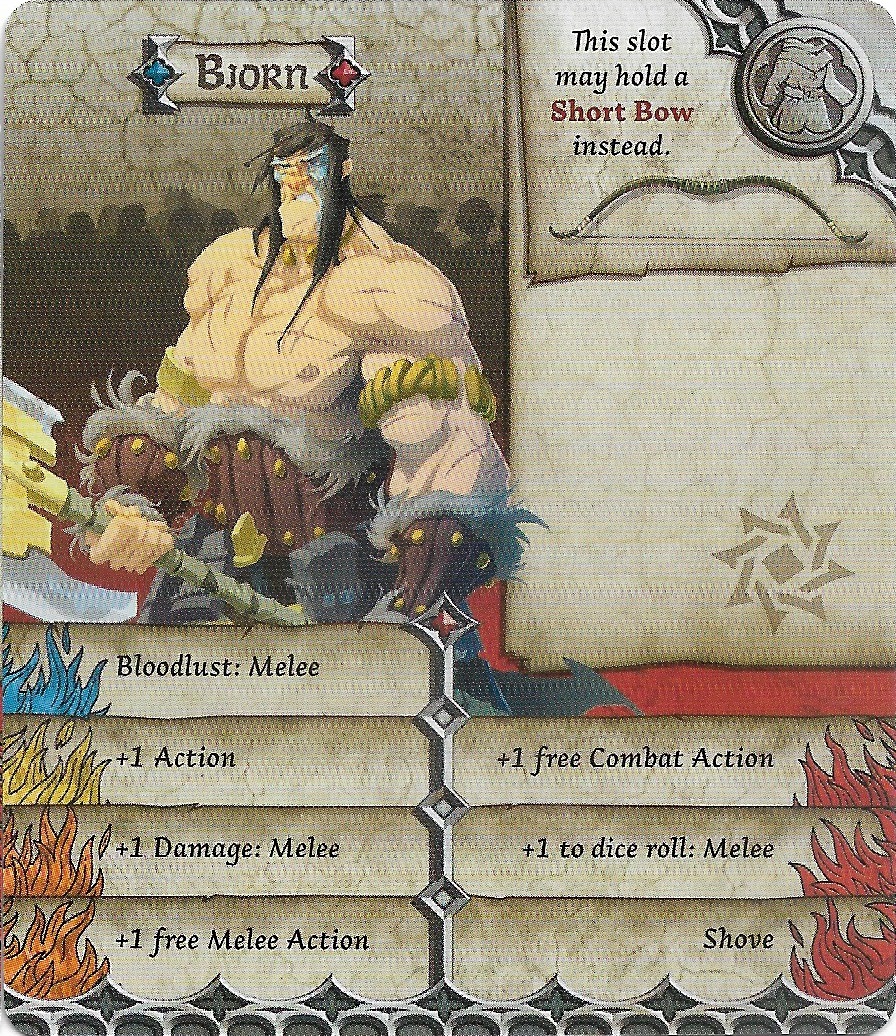 Bjorn
This slot
may hold a
Short Bow
instead.
Bloodlust: Melee
+1 Action
+1 free Combat Action
+1 Damage: Melee
+1 to dice roll: Melee
+1 free Melee Action
Shove